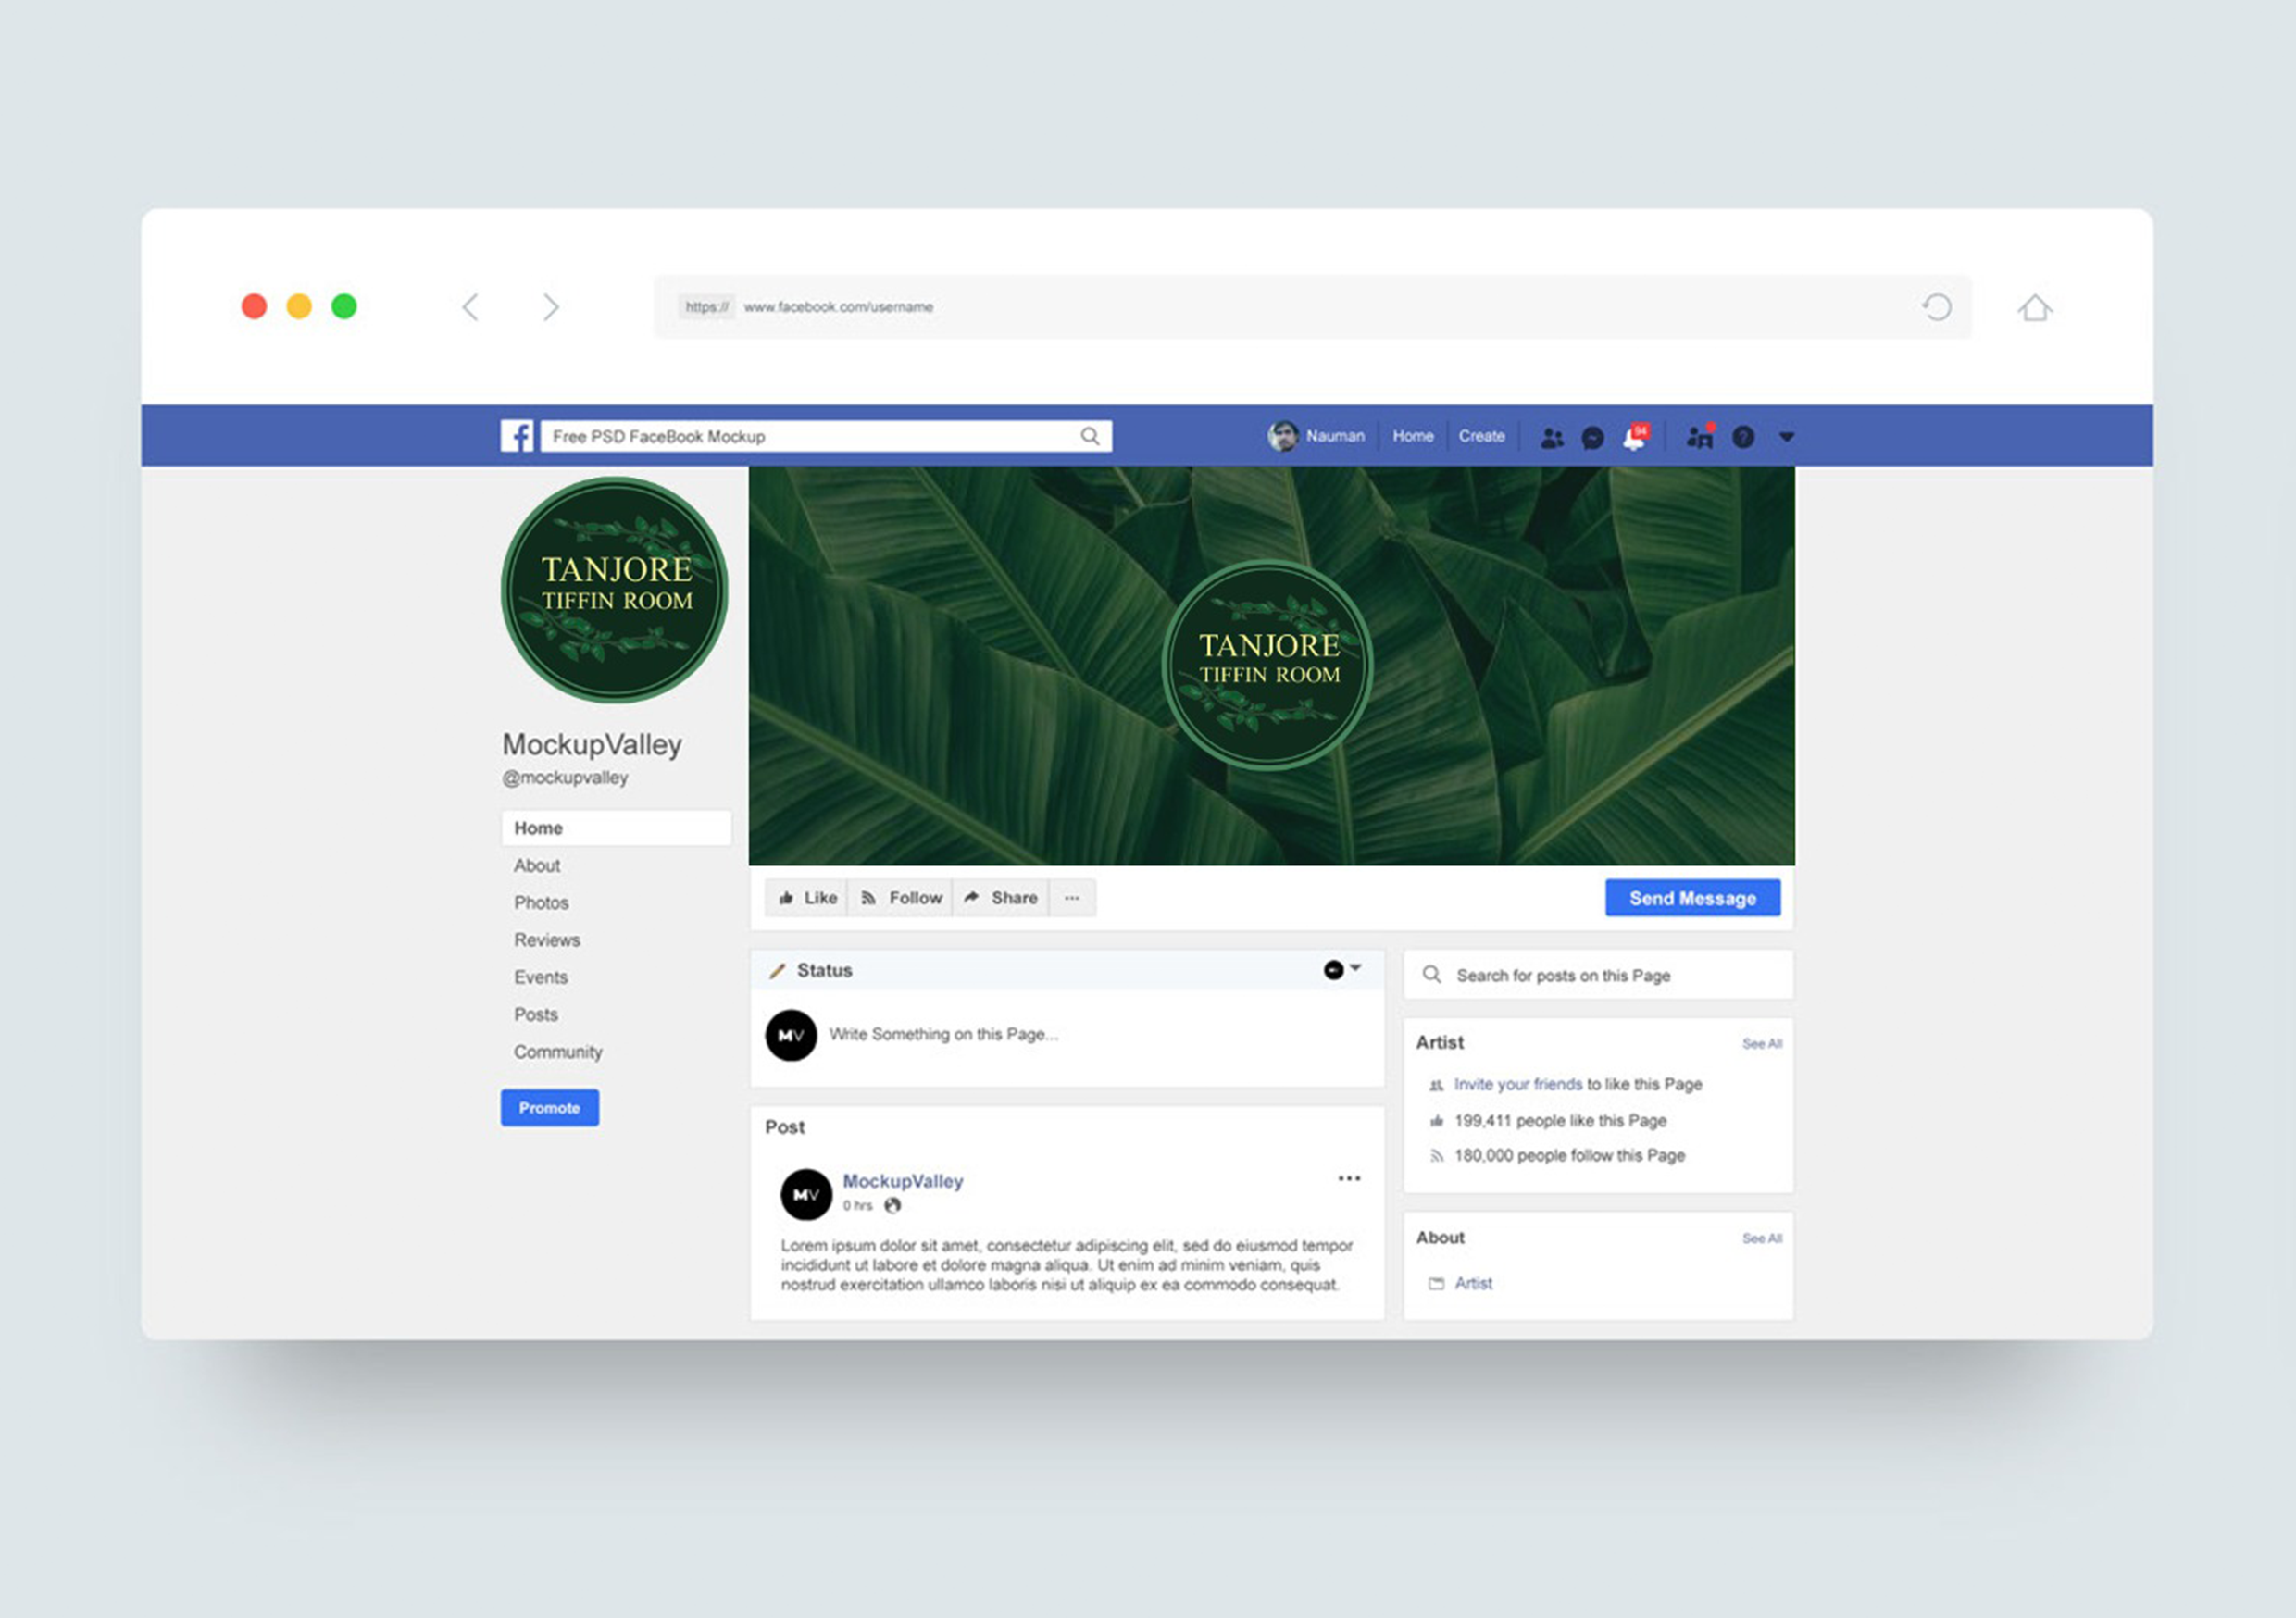 https:// www.facebook.com/username
Free PSD FaceBook Mockup
Nauman Home Create 94 ?
TANJORE
TIFFIN ROOM
MockupValley
@mockupvalley
Home
About
Photos
Reviews
Events
Posts
Community
Promote
TANJORE
TIFFIN ROOM
Like Follow Share ...
Send Message
Status
MV Write Something on this Page...
Post
MV MockupValley
0 hrs
Lorem ipsum dolor sit amet, consectetur adipiscing elit, sed do eiusmod tempor
incididunt ut labore et dolore magna aliqua. Ut enim ad minim veniam, quis
nostrud exercitation ullamco laboris nisi ut aliquip ex ea commodo consequat.
Search for posts on this Page
Artist See All
Invite your friends to like this Page
199,411 people like this Page
180,000 people follow this Page
About See All
Artist